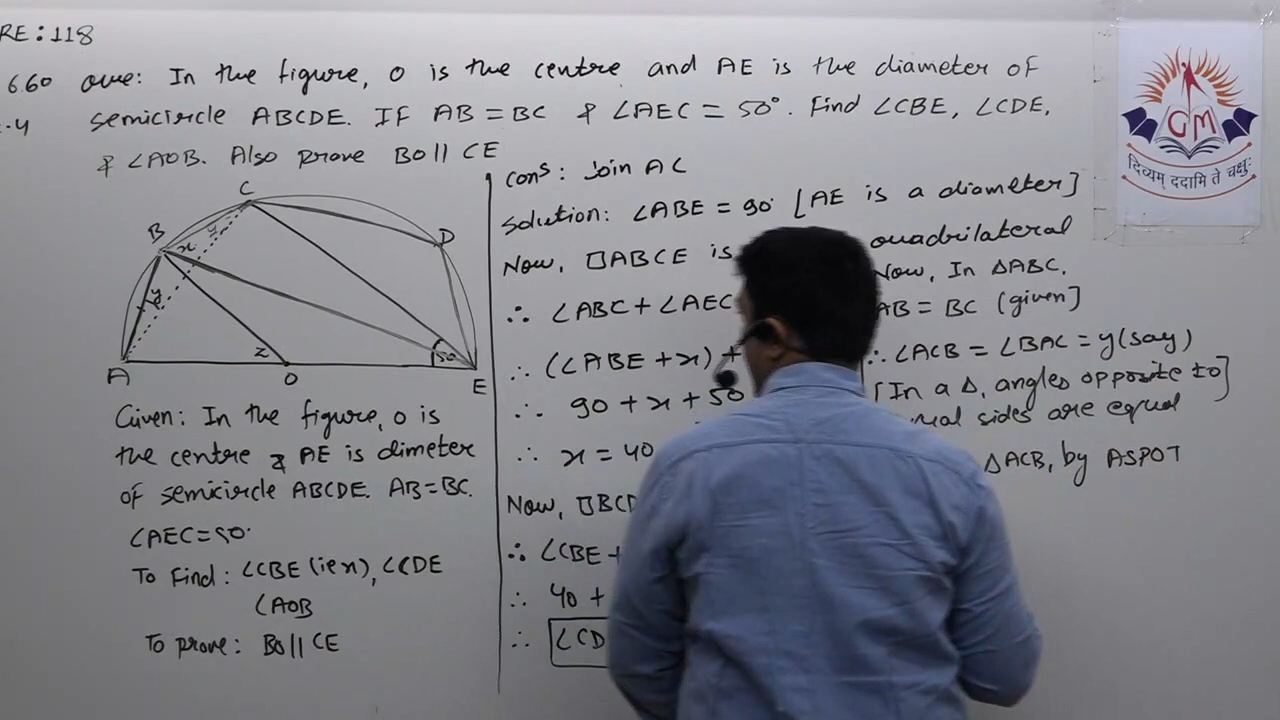 RE: 118
6.60 Que: In the figure, O is the centre and AE is the diameter of
.4 semicircle ABCDE. IF AB = BC & ∠AEC = 50°. Find ∠CBE, ∠CDE,
& ∠AOB. Also prove BO || CE
C
B
x
y
D
y
z
50
A
O
E
Given: In the figure, O is
the centre & AE is dimeter
of semicircle ABCDE. AB=BC.
∠AEC=50°
To Find: ∠CBE (ie x), ∠CDE
∠AOB
To prove: BO || CE
Cons: Join AC
Solution: ∠ABE = 90° [AE is a diameter]
Now, □ABCE is quadrilateral
∴ ∠ABC + ∠AEC
∴ (∠ABE + x) +
∴ 90 + x + 50
∴ x = 40
Now, □BCD
∴ ∠CBE +
∴ 40 +
∴ ∠CD
Now, In △ABC,
AB = BC (given]
∴ ∠ACB = ∠BAC = y (say)
[In a △, angles opposite to]
sides are equal
△ACB, by ASPOT
GM
दिव्यम् ददामि ते चक्षुः